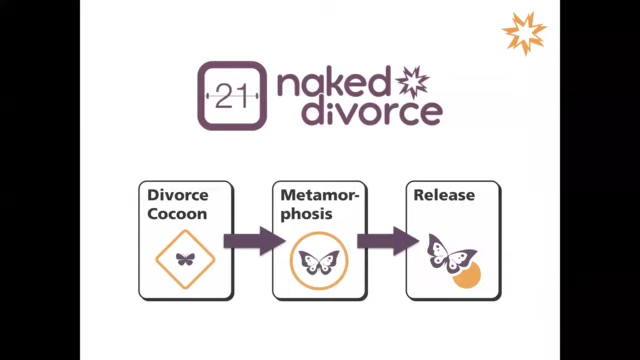 21
naked
divorce
Divorce
Cocoon
Metamor-
phosis
Release